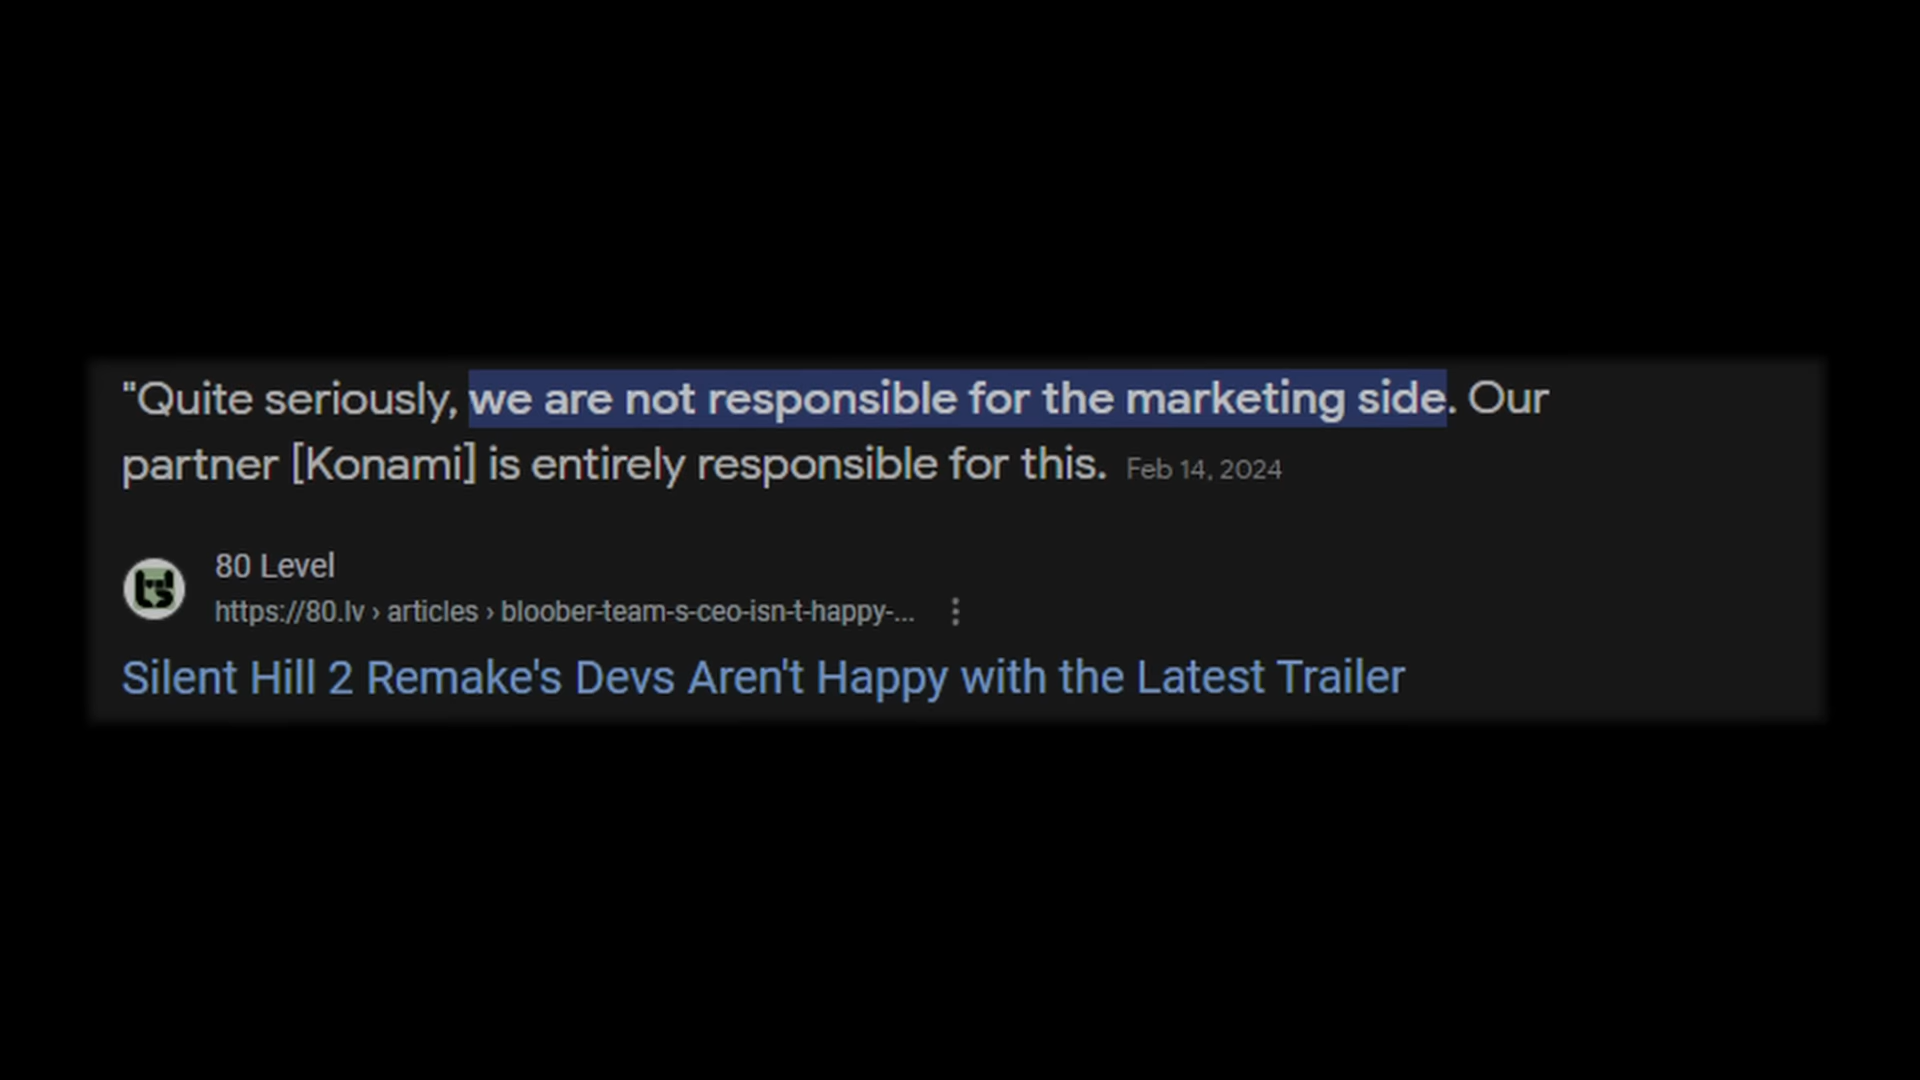 "Quite seriously, we are not responsible for the marketing side. Our
partner [Konami] is entirely responsible for this. Feb 14, 2024
80 Level
https://80.lv › articles › bloober-team-s-ceo-isn-t-happy-...
Silent Hill 2 Remake's Devs Aren't Happy with the Latest Trailer